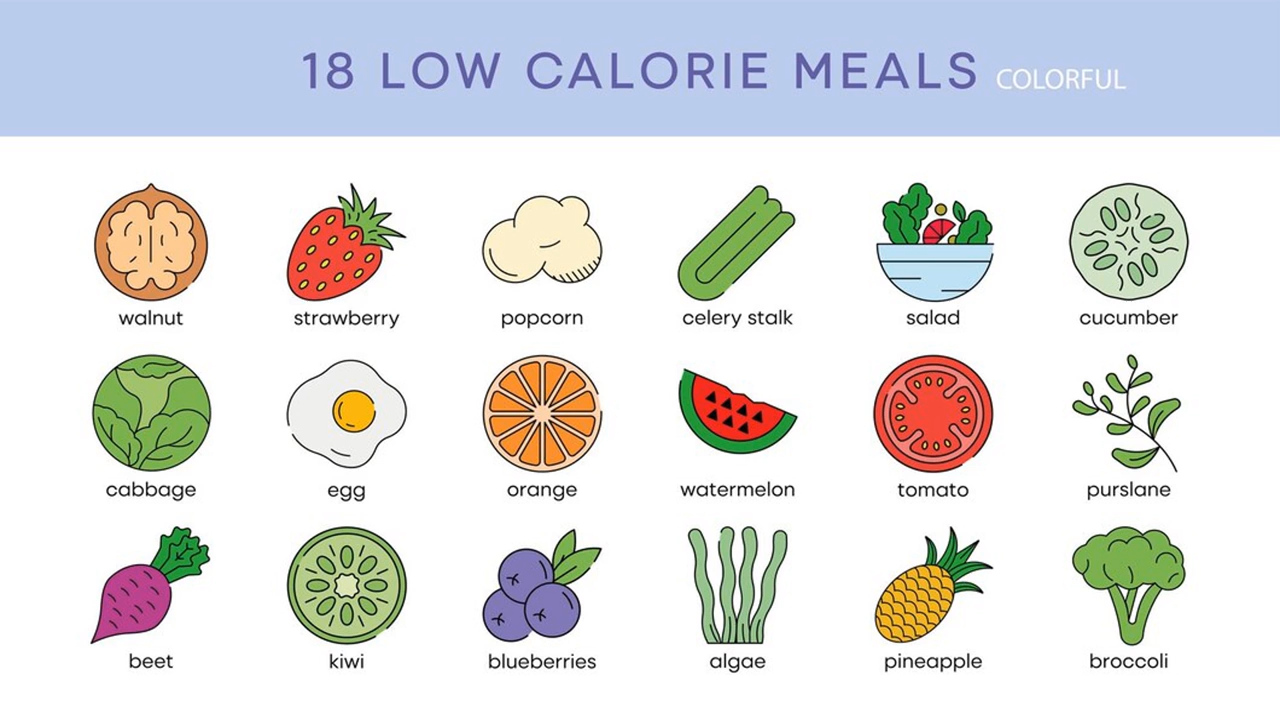 18 LOW CALORIE MEALS COLORFUL
walnut strawberry popcorn celery stalk salad cucumber
cabbage egg orange watermelon tomato purslane
beet kiwi blueberries algae pineapple broccoli